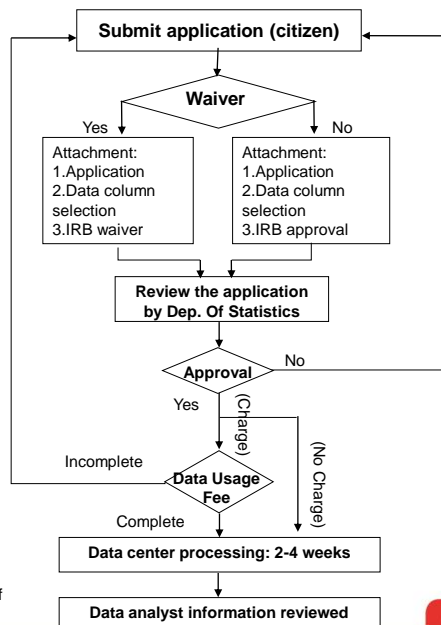 Submit application (citizen)
Waiver
Yes
No
Attachment:
1.Application
2.Data column
selection
3.IRB waiver
Attachment:
1.Application
2.Data column
selection
3.IRB approval
Review the application
by Dep. Of Statistics
Approval
No
Yes
(Charge)
(No Charge)
Incomplete
Data Usage
Fee
Complete
Data center processing: 2-4 weeks
f
Data analyst information reviewed